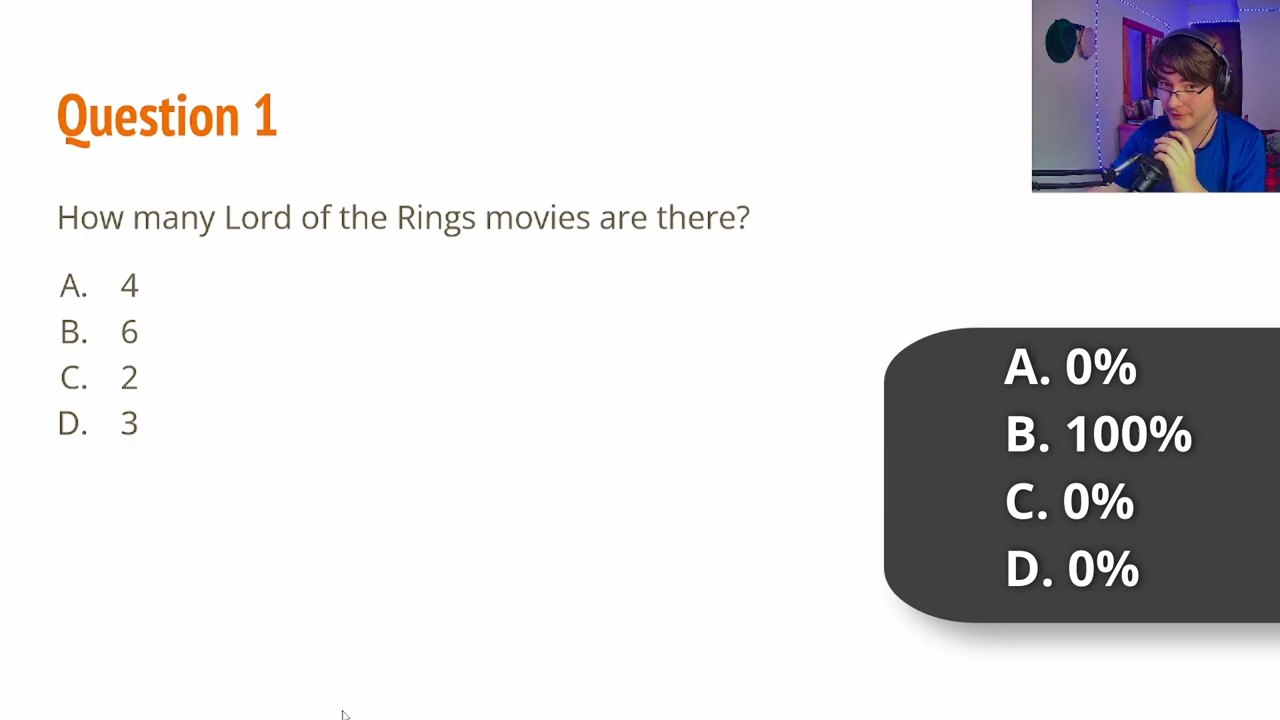 Question 1
How many Lord of the Rings movies are there?
A. 4
B. 6
C. 2
D. 3
A. 0%
B. 100%
C. 0%
D. 0%